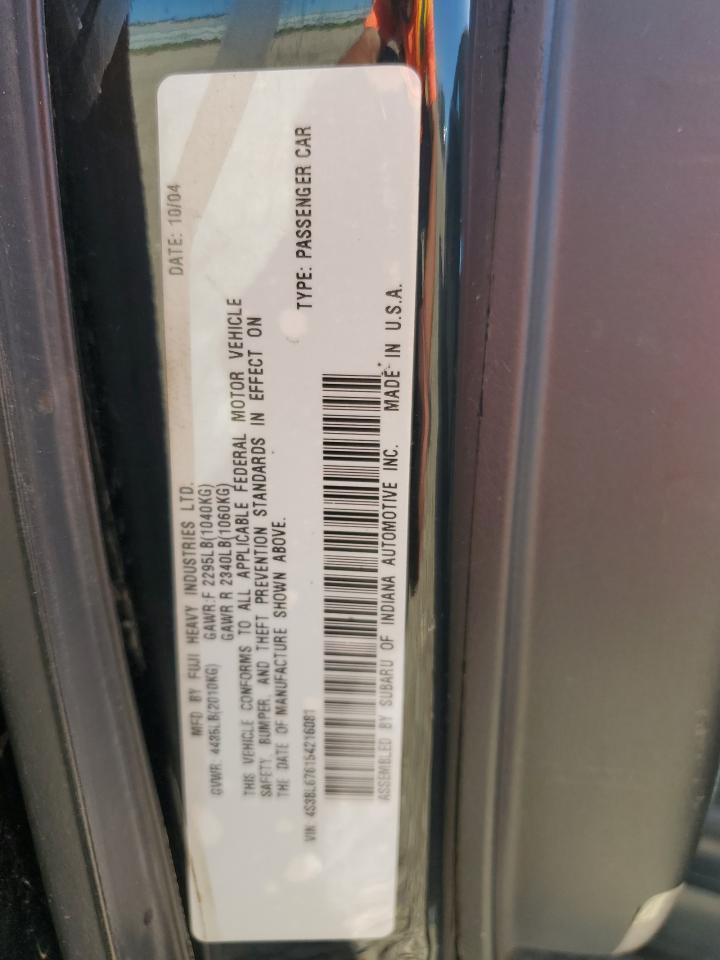 MFD BY FUJI HEAVY INDUSTRIES LTD. DATE: 10/04
GVWR: 4435LB(2010KG) GAWR:F 2295LB(1040KG)
GAWR R 2340LB(1060KG)
THIS VEHICLE CONFORMS TO ALL APPLICABLE FEDERAL MOTOR VEHICLE
SAFETY, BUMPER, AND THEFT PREVENTION STANDARDS IN EFFECT ON
THE DATE OF MANUFACTURE SHOWN ABOVE.
VIN: 4S3BL676154216081 TYPE: PASSENGER CAR
ASSEMBLED BY SUBARU OF INDIANA AUTOMOTIVE INC. MADE IN U.S.A.